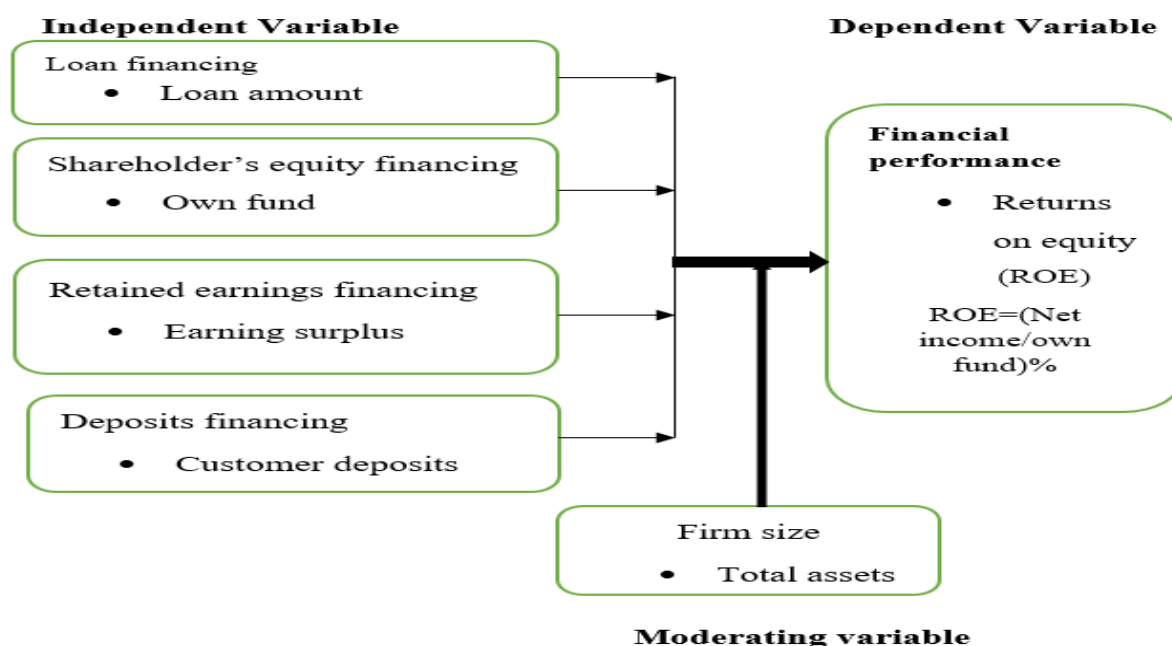 Independent Variable
Loan financing
• Loan amount
Shareholder's equity financing
• Own fund
Retained earnings financing
• Earning surplus
Deposits financing
• Customer deposits
Dependent Variable
Financial
performance
• Returns
on equity
(ROE)
ROE=(Net
income/own
fund)%
Firm size
• Total assets
Moderating variable